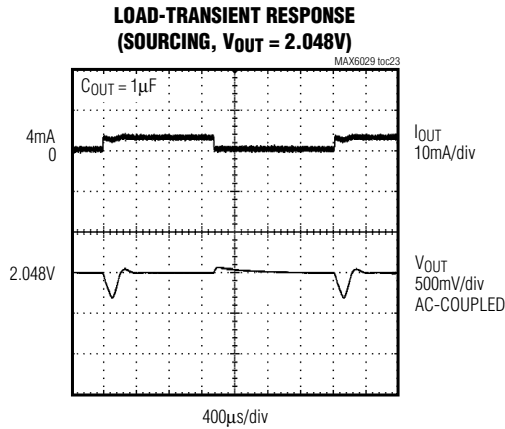 LOAD-TRANSIENT RESPONSE
(SOURCING, VOUT = 2.048V)
MAX6029 toc23
COUT = 1μF
4mA
0
IOUT
10mA/div
2.048V
VOUT
500mV/div
AC-COUPLED
400μs/div